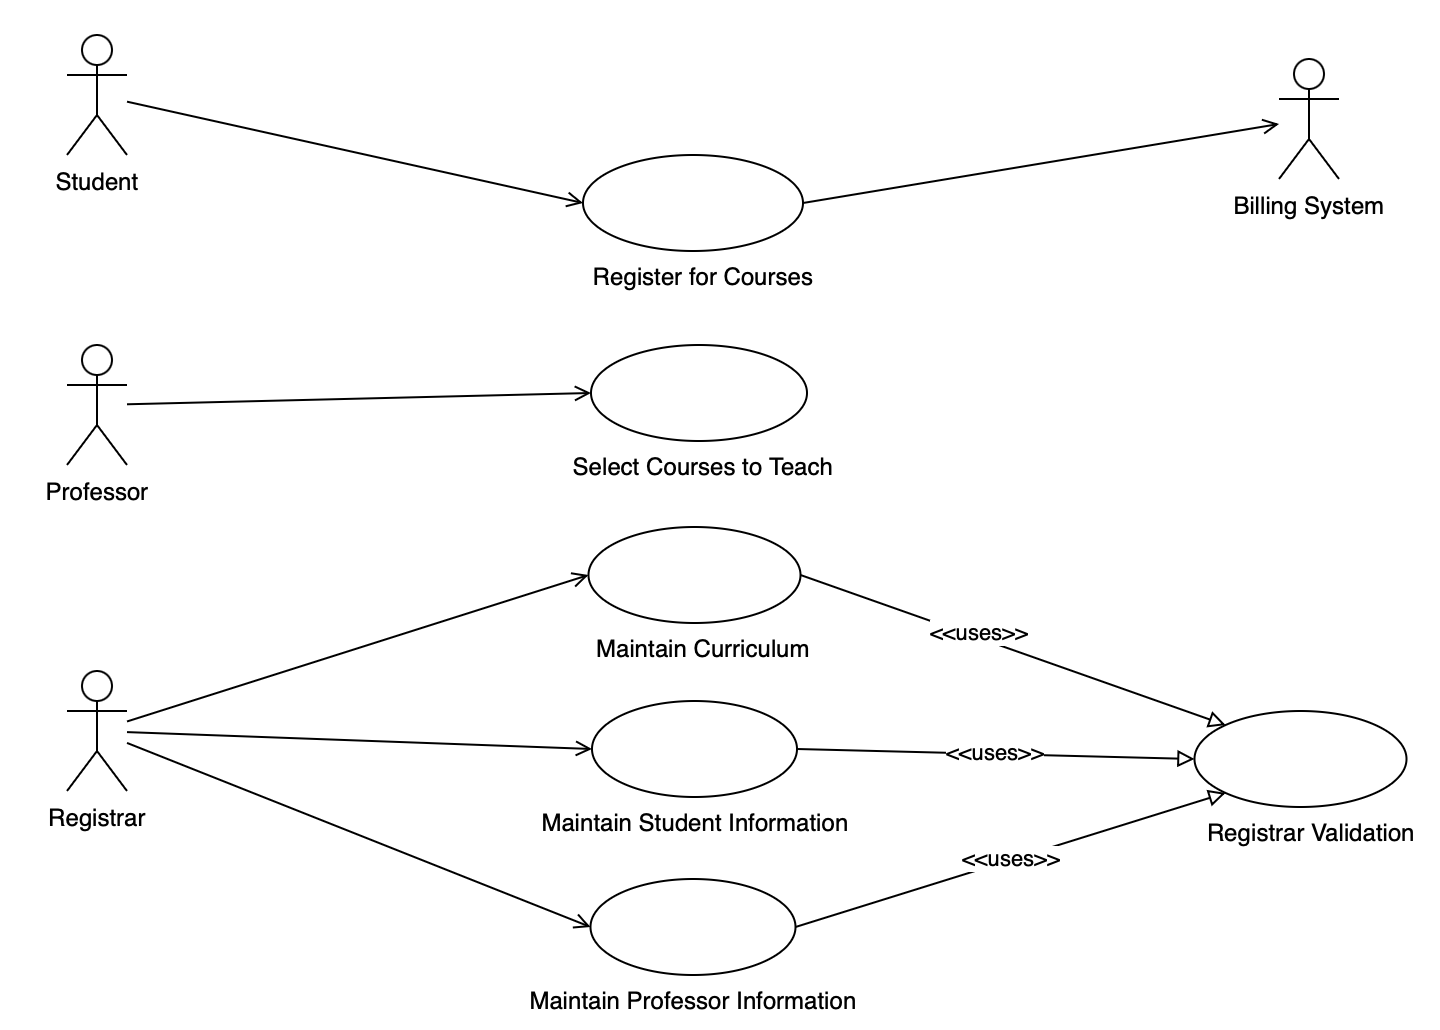 Student
Billing System
Register for Courses
Select Courses to Teach
Professor
<<uses>>
Maintain Curriculum
<<uses>>
Registrar
Maintain Student Information
Registrar Validation
<<uses>>
Maintain Professor Information